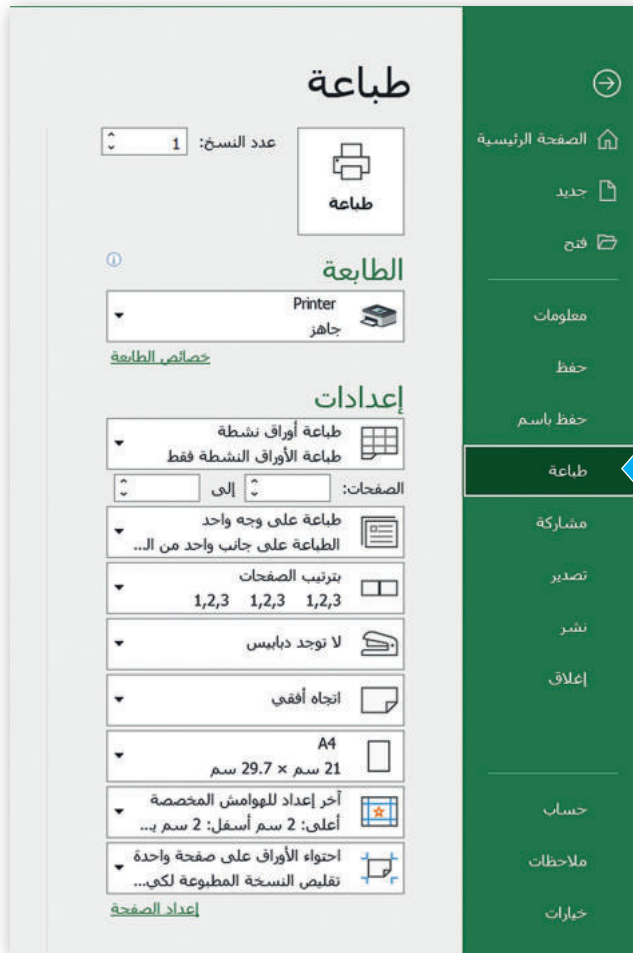 الصفحة الرئيسية
جديد
فتح
معلومات
حفظ
حفظ باسم
طباعة
مشاركة
تصدير
نشر
إغلاق
حساب
ملاحظات
خيارات
طباعة
طباعة
عدد النسخ: 1
الطابعة
Printer
جاهز
خصائص الطابعة
إعدادات
طباعة أوراق نشطة
طباعة الأوراق النشطة فقط
الصفحات: إلى
طباعة على وجه واحد
الطباعة على جانب واحد من الـ...
بترتيب الصفحات
1,2,3 1,2,3 1,2,3
لا توجد دبابيس
اتجاه أفقي
A4
21 سم × 29.7 سم
آخر إعداد للهوامش المخصصة
أعلى: 2 سم أسفل: 2 سم يـ...
احتواء الأوراق على صفحة واحدة
تقليص النسخة المطبوعة لكي...
إعداد الصفحة